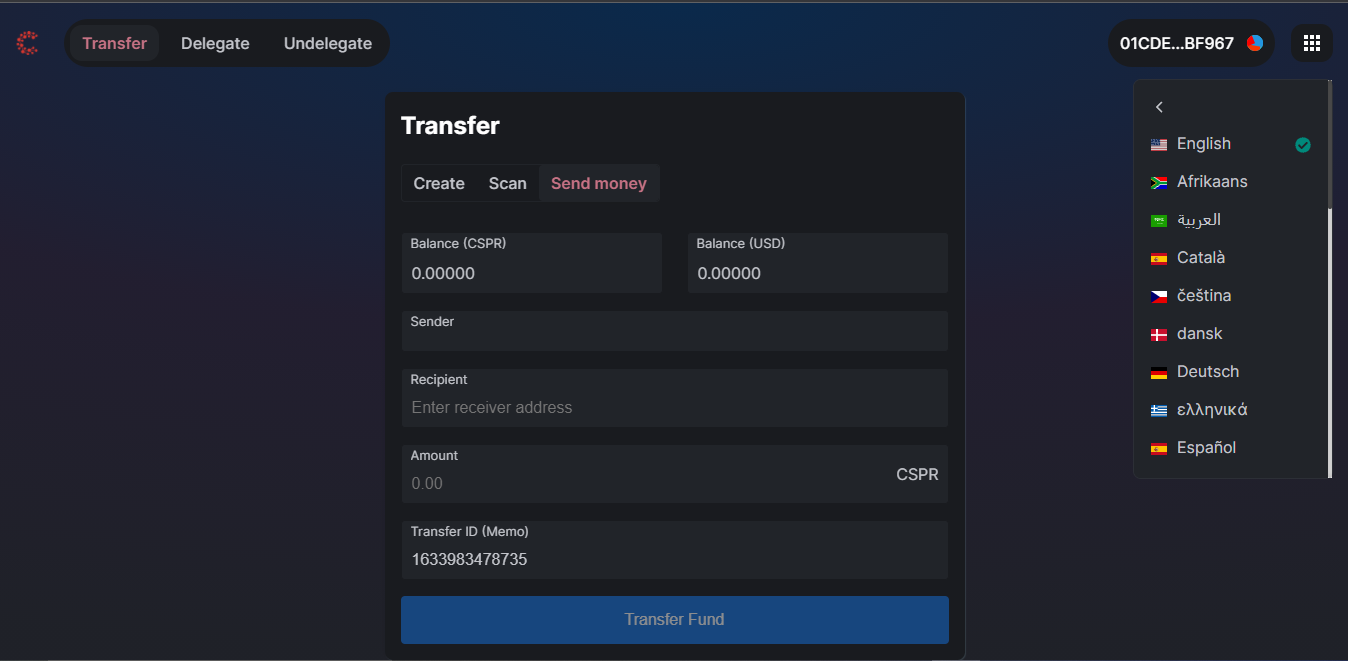 Transfer
Delegate
Undelegate
01CDE...BF967
Transfer
Create
Scan
Send money
Balance (CSPR)
0.00000
Balance (USD)
0.00000
Sender
Recipient
Enter receiver address
Amount
0.00
CSPR
Transfer ID (Memo)
1633983478735
Transfer Fund
English
Afrikaans
العربية
Català
čeština
dansk
Deutsch
ελληνικά
Español